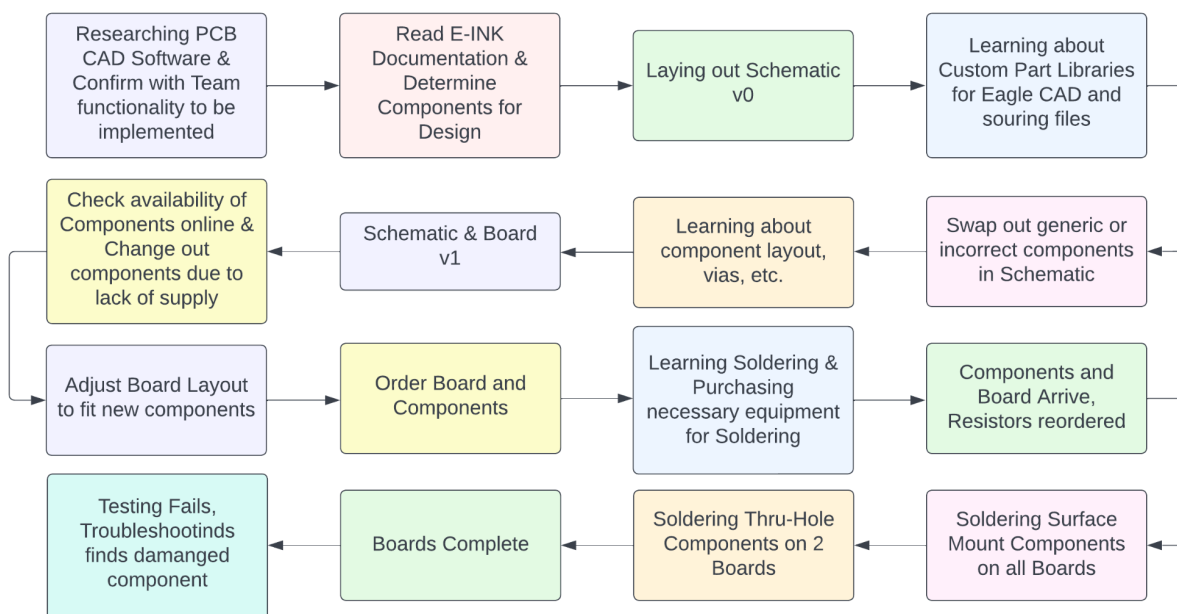 Researching PCB
CAD Software &
Confirm with Team
functionality to be
implemented
Read E-INK
Documentation &
Determine
Components for
Design
Laying out Schematic
v0
Learning about
Custom Part Libraries
for Eagle CAD and
souring files
Swap out generic or
incorrect components
in Schematic
Learning about
component layout,
vias, etc.
Schematic & Board
v1
Check availability of
Components online &
Change out
components due to
lack of supply
Adjust Board Layout
to fit new components
Order Board and
Components
Learning Soldering &
Purchasing
necessary equipment
for Soldering
Components and
Board Arrive,
Resistors reordered
Soldering Surface
Mount Components
on all Boards
Soldering Thru-Hole
Components on 2
Boards
Boards Complete
Testing Fails,
Troubleshootinds
finds damanged
component